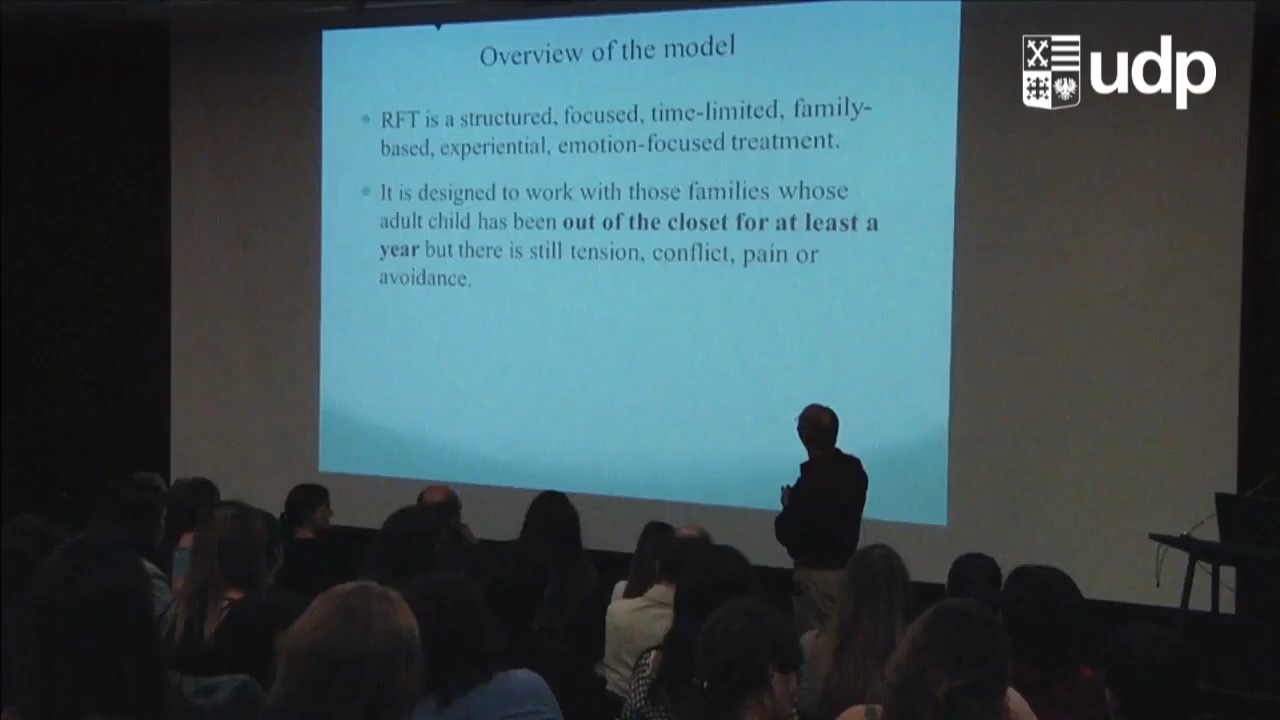 Overview of the model
RFT is a structured, focused, time-limited, family-
based, experiential, emotion-focused treatment.
It is designed to work with those families whose
adult child has been out of the closet for at least a
year but there is still tension, conflict, pain or
avoidance.
udp